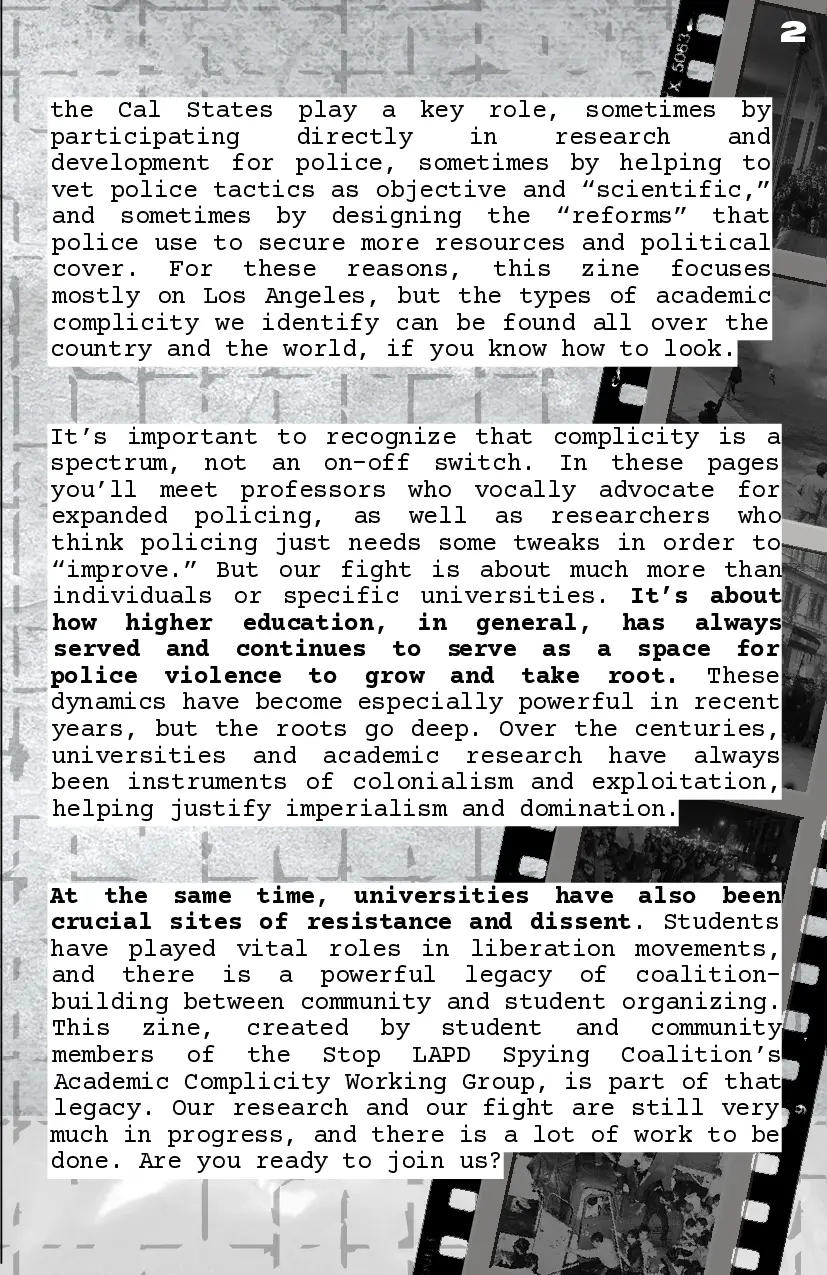 2
X 5063
the Cal States play a key role, sometimes by
participating directly in research and
development for police, sometimes by helping to
vet police tactics as objective and “scientific,”
and sometimes by designing the “reforms” that
police use to secure more resources and political
cover. For these reasons, this zine focuses
mostly on Los Angeles, but the types of academic
complicity we identify can be found all over the
country and the world, if you know how to look.
It’s important to recognize that complicity is a
spectrum, not an on-off switch. In these pages
you’ll meet professors who vocally advocate for
expanded policing, as well as researchers who
think policing just needs some tweaks in order to
“improve.” But our fight is about much more than
individuals or specific universities. It’s about
how higher education, in general, has always
served and continues to serve as a space for
police violence to grow and take root. These
dynamics have become especially powerful in recent
years, but the roots go deep. Over the centuries,
universities and academic research have always
been instruments of colonialism and exploitation,
helping justify imperialism and domination.
At the same time, universities have also been
crucial sites of resistance and dissent. Students
have played vital roles in liberation movements,
and there is a powerful legacy of coalition-
building between community and student organizing.
This zine, created by student and community
members of the Stop LAPD Spying Coalition’s
Academic Complicity Working Group, is part of that
legacy. Our research and our fight are still very
much in progress, and there is a lot of work to be
done. Are you ready to join us?